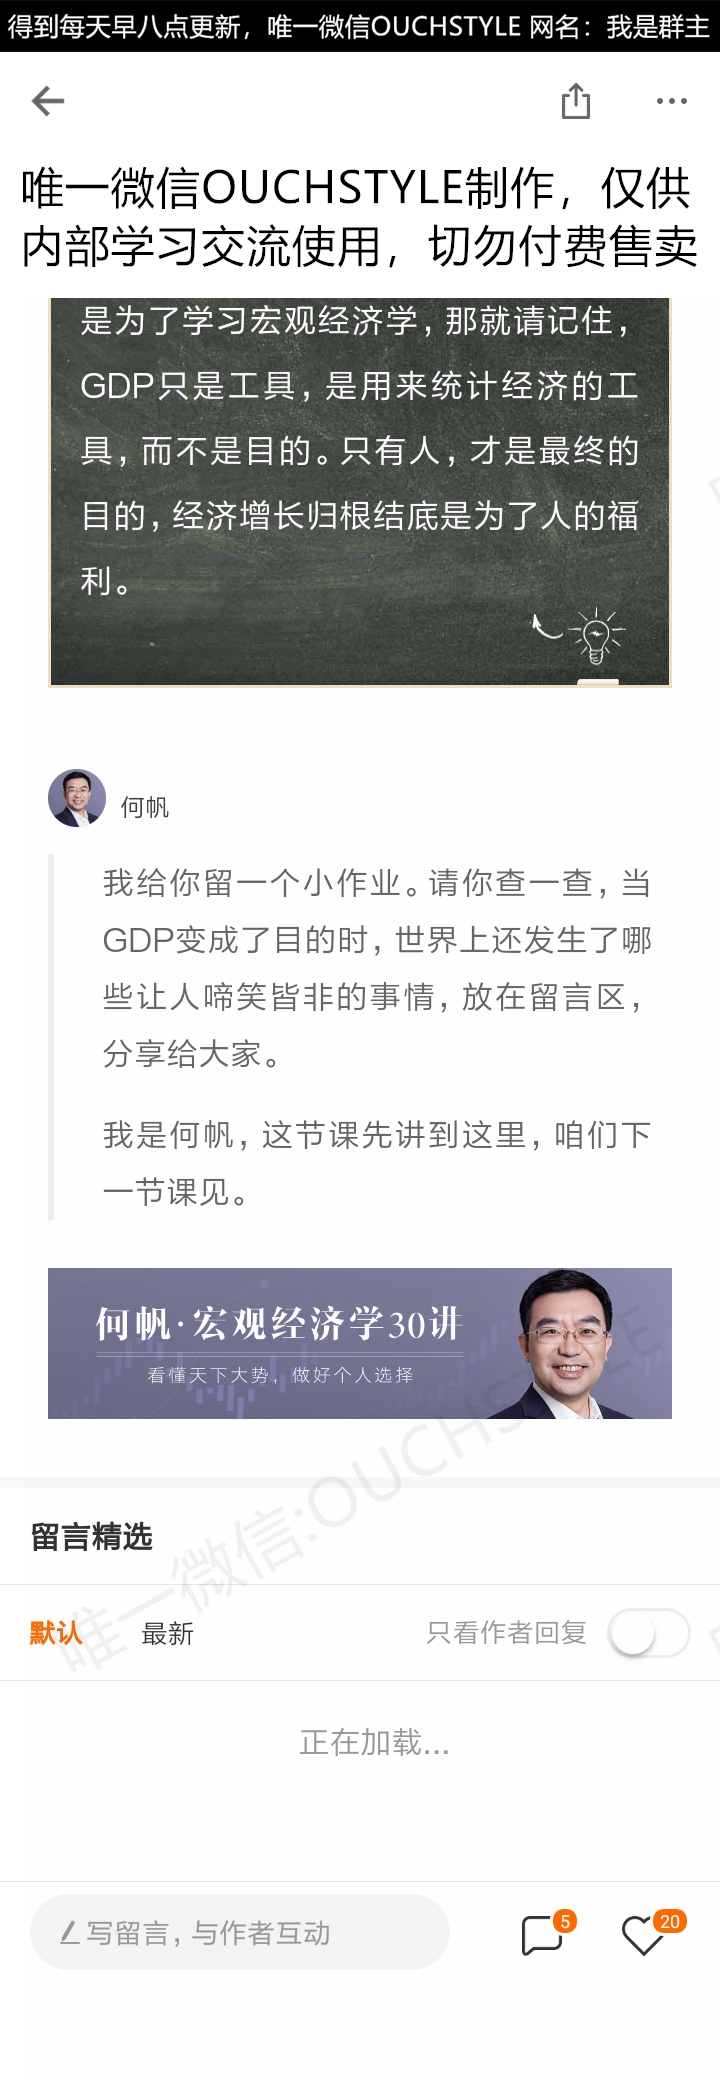 得到每天早八点更新，唯一微信OUCHSTYLE 网名：我是群主
唯一微信OUCHSTYLE制作，仅供
内部学习交流使用，切勿付费售卖
是为了学习宏观经济学，那就请记住，
GDP只是工具，是用来统计经济的工
具，而不是目的。只有人，才是最终的
目的，经济增长归根结底是为了人的福
利。
何帆
我给你留一个小作业。请你查一查，当
GDP变成了目的时，世界上还发生了哪
些让人啼笑皆非的事情，放在留言区，
分享给大家。
我是何帆，这节课先讲到这里，咱们下
一节课见。
何帆·宏观经济学30讲
看懂天下大势，做好个人选择
唯一微信:OUCHSTYLE
留言精选
默认 最新 只看作者回复
正在加载...
写留言，与作者互动 5 20